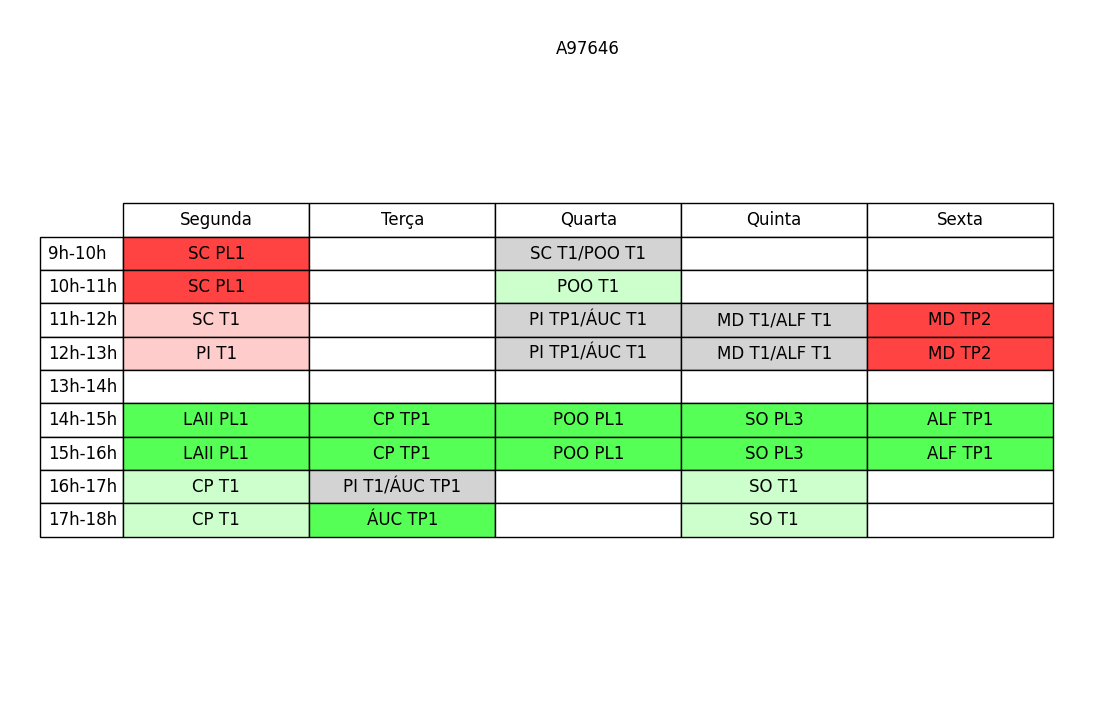 A97646
Segunda Terça Quarta Quinta Sexta
9h-10h SC PL1 SC T1/POO T1
10h-11h SC PL1 POO T1
11h-12h SC T1 PI TP1/ÁUC T1 MD T1/ALF T1 MD TP2
12h-13h PI T1 PI TP1/ÁUC T1 MD T1/ALF T1 MD TP2
13h-14h
14h-15h LAII PL1 CP TP1 POO PL1 SO PL3 ALF TP1
15h-16h LAII PL1 CP TP1 POO PL1 SO PL3 ALF TP1
16h-17h CP T1 PI T1/ÁUC TP1 SO T1
17h-18h CP T1 ÁUC TP1 SO T1